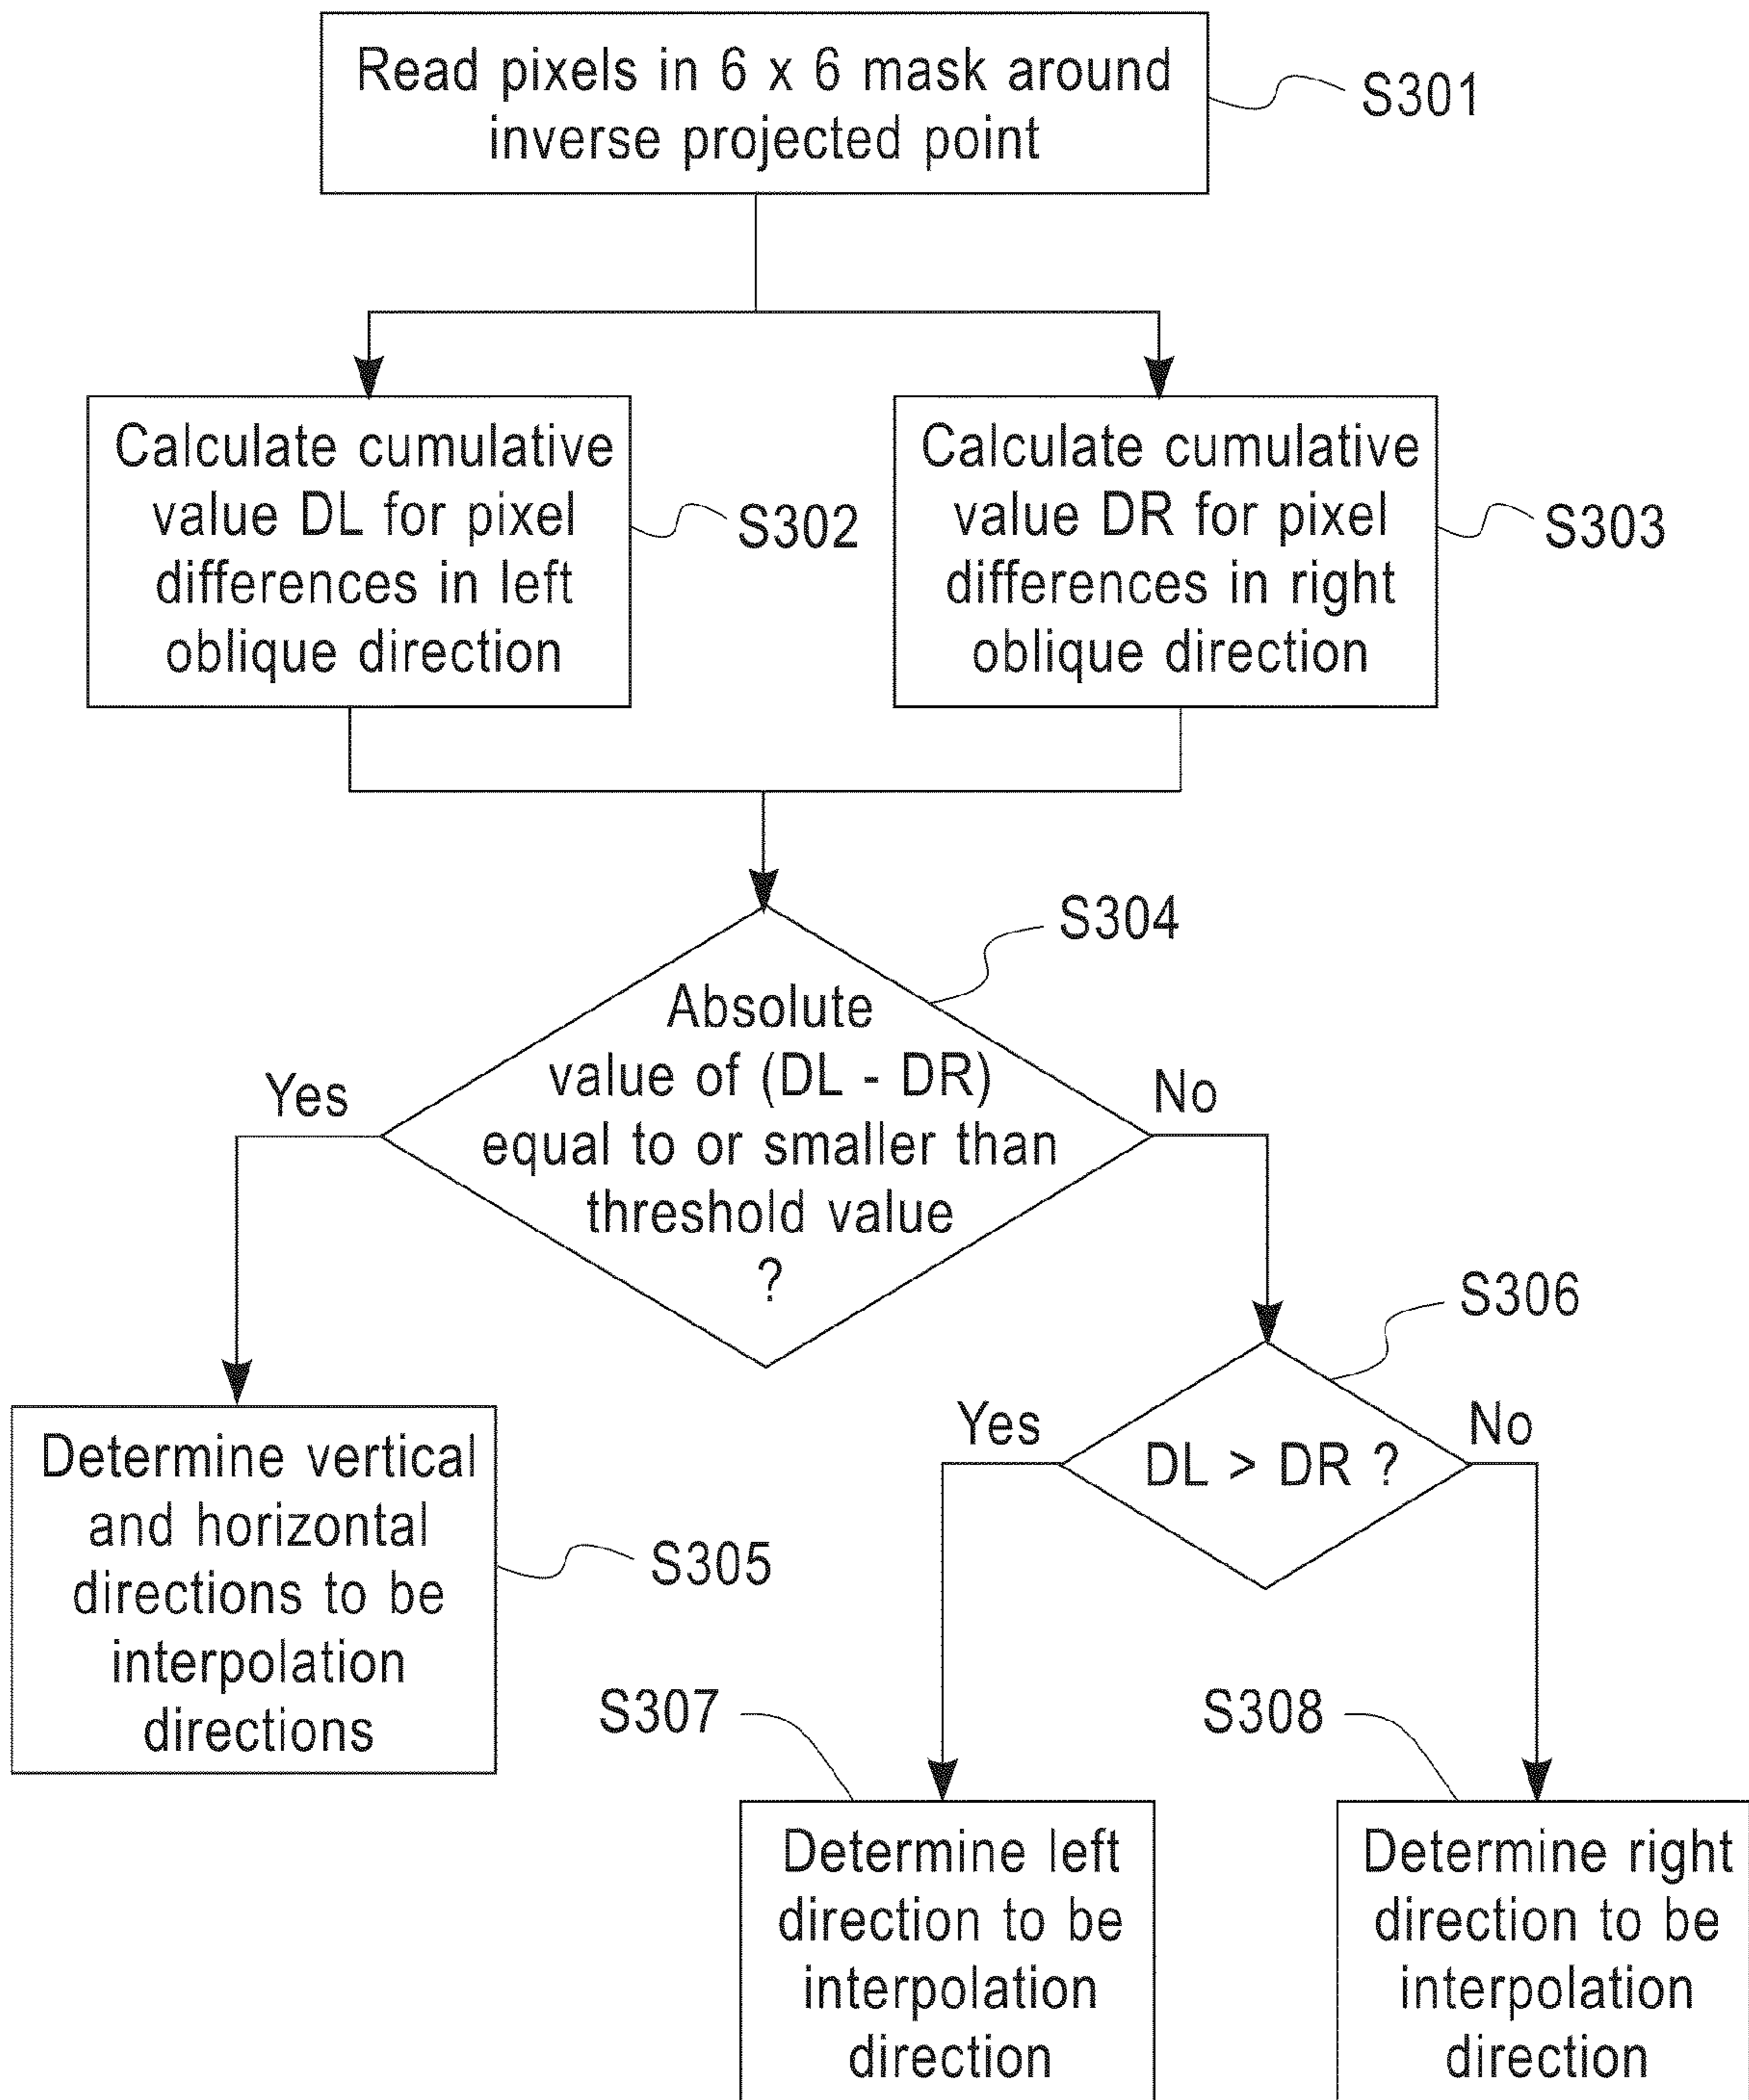 Read pixels in 6 x 6 mask around
inverse projected point
S301
Calculate cumulative
value DL for pixel
differences in left
oblique direction
S302
Calculate cumulative
value DR for pixel
differences in right
oblique direction
S303
S304
Absolute
value of (DL - DR)
equal to or smaller than
threshold value
?
Yes
No
S306
DL > DR ?
Yes
No
Determine vertical
and horizontal
directions to be
interpolation
directions
S305
S307
Determine left
direction to be
interpolation
direction
S308
Determine right
direction to be
interpolation
direction